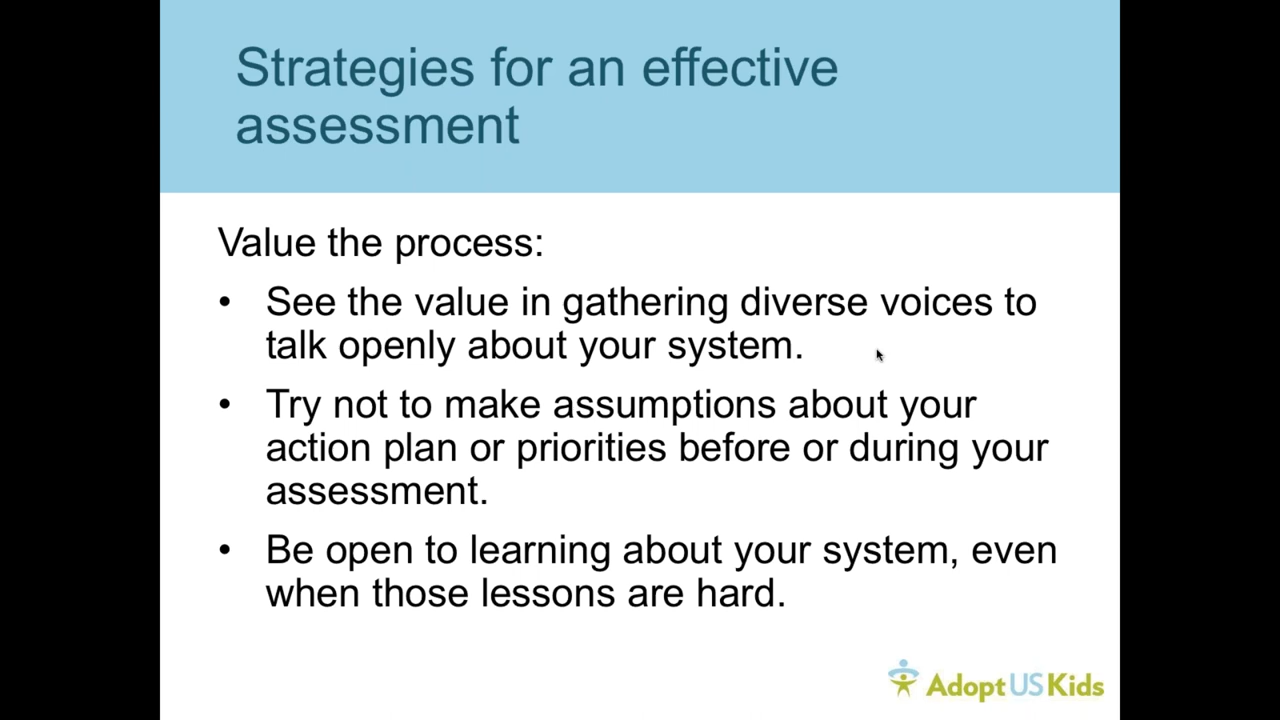 Strategies for an effective
assessment
Value the process:
• See the value in gathering diverse voices to
talk openly about your system.
• Try not to make assumptions about your
action plan or priorities before or during your
assessment.
• Be open to learning about your system, even
when those lessons are hard.
AdoptUSKids